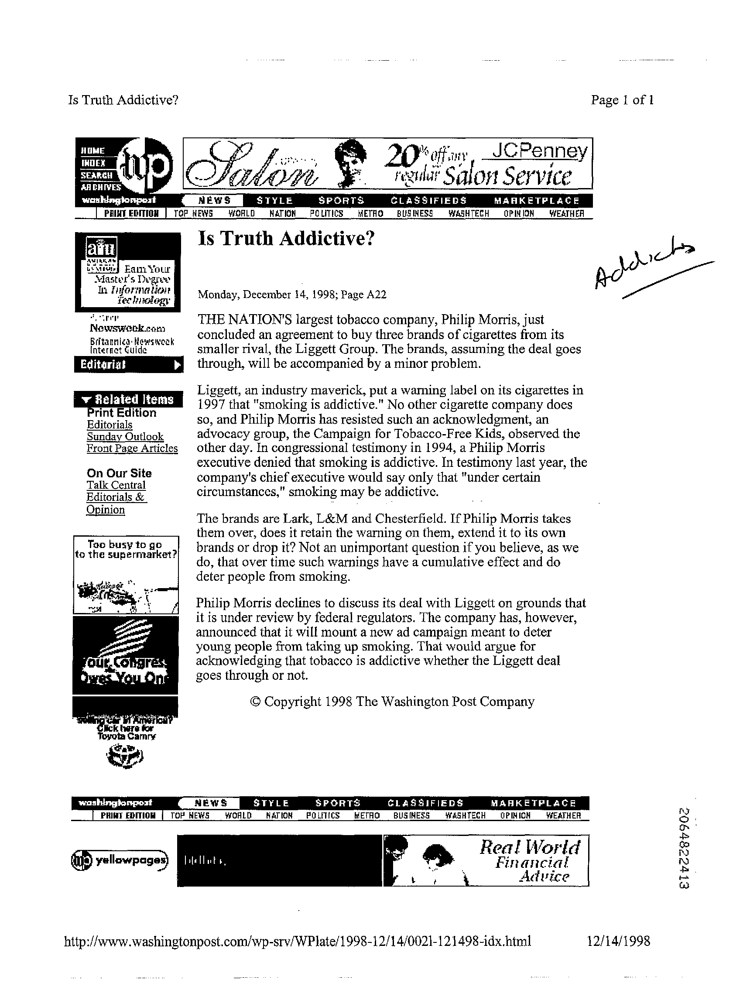 Is Truth Addictive?
Page 1 of 1
HOME
INDEX
SEARCH
ARCHIVES
wp
Salon
20% off any
regular Salon Service
JCPenney
washingtonpost
NEWS STYLE SPORTS CLASSIFIEDS MARKETPLACE
PRINT EDITION | TOP NEWS WORLD NATION POLITICS METRO BUSINESS WASHTECH OPINION WEATHER
aiu
AMERICAN
Earn Your
Master's Degree
In Information
Technology
Newsweek.com
Britannica-Newsweek
Internet Guide
Editorial
Related Items
Print Edition
Editorials
Sunday Outlook
Front Page Articles
On Our Site
Talk Central
Editorials &
Opinion
Too busy to go
to the supermarket?
Your Congress
Owes You One
Selling car in America?
Click here for
Toyota Camry
Is Truth Addictive?
Addicts
Monday, December 14, 1998; Page A22
THE NATION'S largest tobacco company, Philip Morris, just
concluded an agreement to buy three brands of cigarettes from its
smaller rival, the Liggett Group. The brands, assuming the deal goes
through, will be accompanied by a minor problem.
Liggett, an industry maverick, put a warning label on its cigarettes in
1997 that "smoking is addictive." No other cigarette company does
so, and Philip Morris has resisted such an acknowledgment, an
advocacy group, the Campaign for Tobacco-Free Kids, observed the
other day. In congressional testimony in 1994, a Philip Morris
executive denied that smoking is addictive. In testimony last year, the
company's chief executive would say only that "under certain
circumstances," smoking may be addictive.
The brands are Lark, L&M and Chesterfield. If Philip Morris takes
them over, does it retain the warning on them, extend it to its own
brands or drop it? Not an unimportant question if you believe, as we
do, that over time such warnings have a cumulative effect and do
deter people from smoking.
Philip Morris declines to discuss its deal with Liggett on grounds that
it is under review by federal regulators. The company has, however,
announced that it will mount a new ad campaign meant to deter
young people from taking up smoking. That would argue for
acknowledging that tobacco is addictive whether the Liggett deal
goes through or not.
© Copyright 1998 The Washington Post Company
washingtonpost
NEWS STYLE SPORTS CLASSIFIEDS MARKETPLACE
PRINT EDITION | TOP NEWS WORLD NATION POLITICS METRO BUSINESS WASHTECH OPINION WEATHER
wp yellowpages
Real World
Financial
Advice
2064822413
http://www.washingtonpost.com/wp-srv/WPlate/1998-12/14/002l-121498-idx.html
12/14/1998